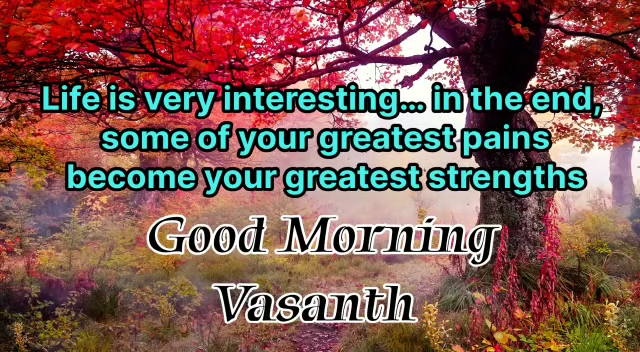 Life is very interesting... in the end,
some of your greatest pains
become your greatest strengths
Good Morning
Vasanth